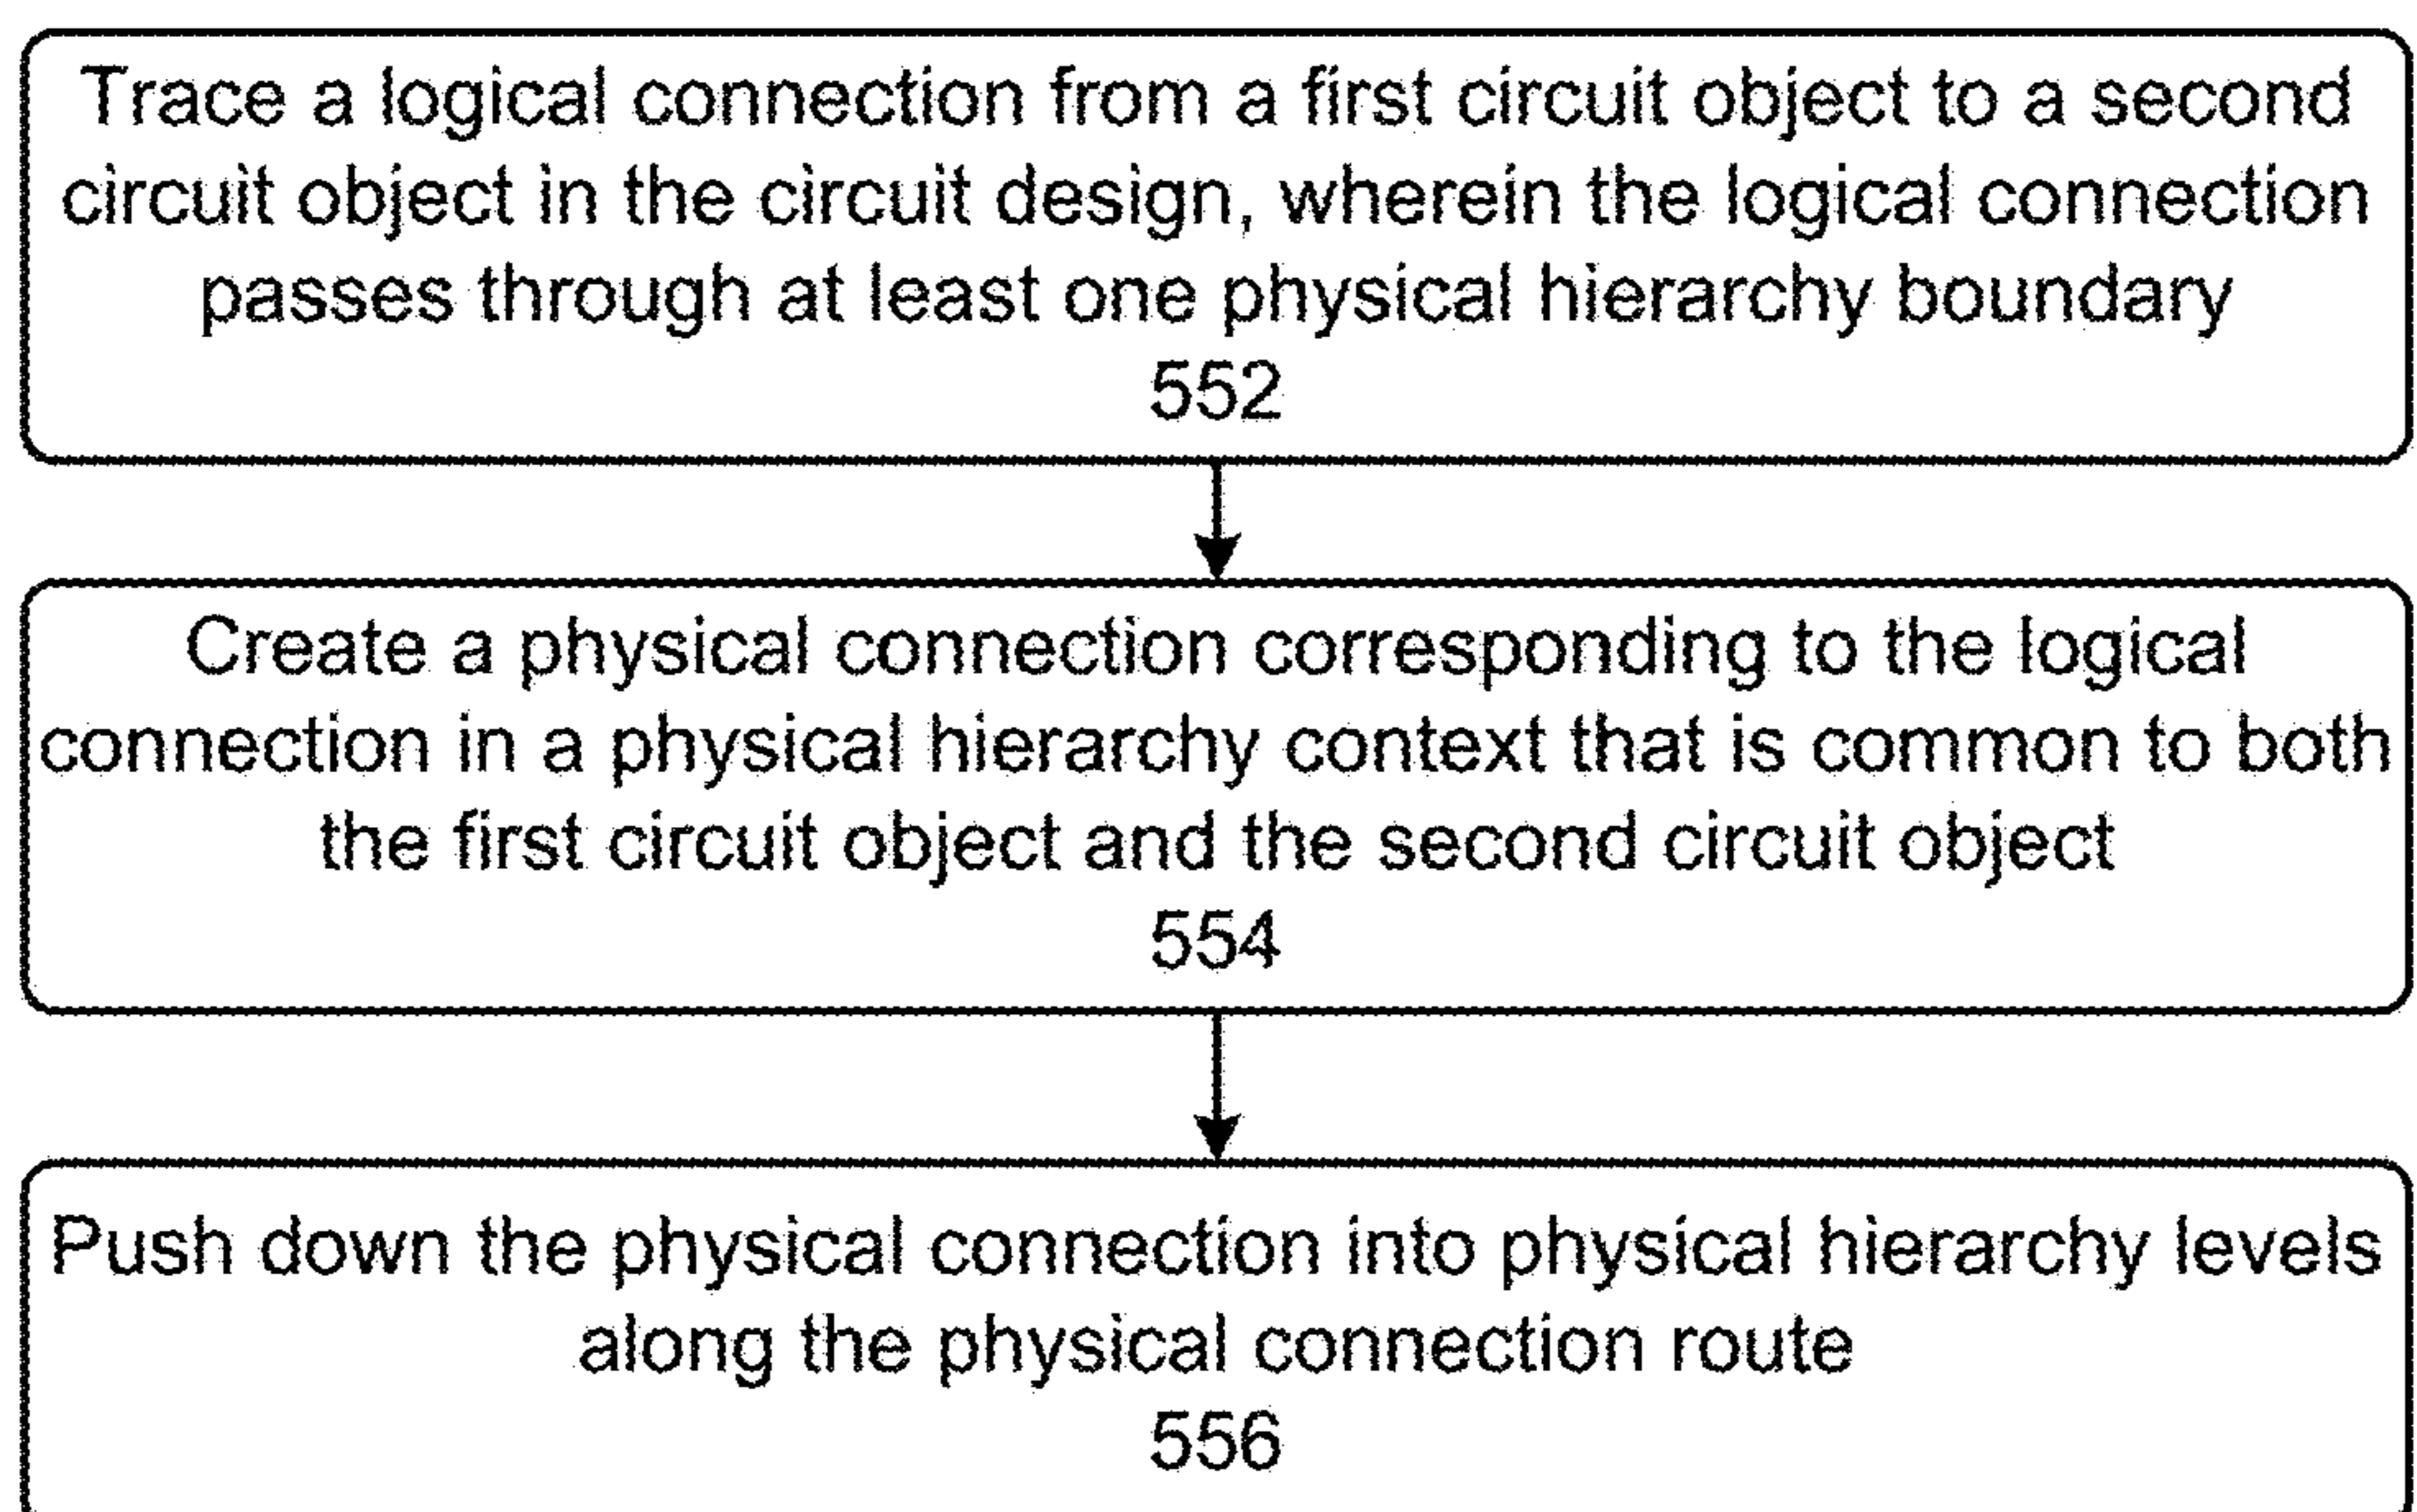 Trace a logical connection from a first circuit object to a second
circuit object in the circuit design, wherein the logical connection
passes through at least one physical hierarchy boundary
552
Create a physical connection corresponding to the logical
connection in a physical hierarchy context that is common to both
the first circuit object and the second circuit object
554
Push down the physical connection into physical hierarchy levels
along the physical connection route
556